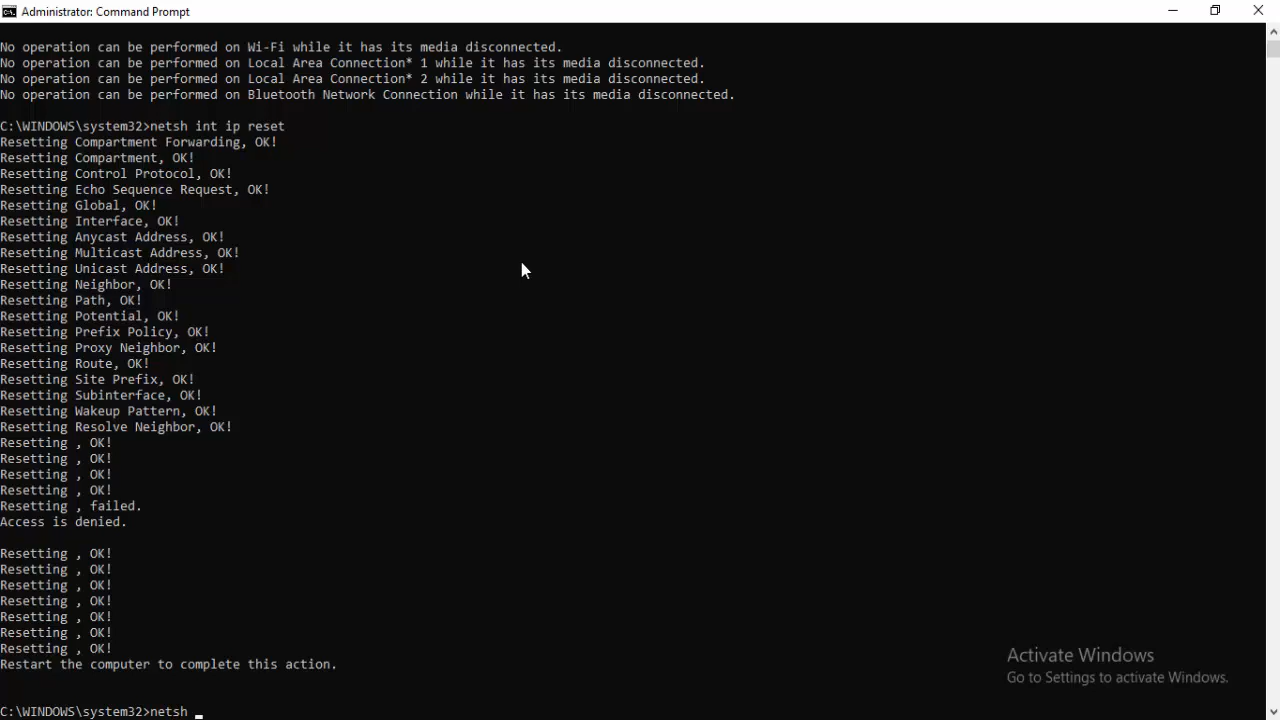 Administrator: Command Prompt
No operation can be performed on Wi-Fi while it has its media disconnected.
No operation can be performed on Local Area Connection* 1 while it has its media disconnected.
No operation can be performed on Local Area Connection* 2 while it has its media disconnected.
No operation can be performed on Bluetooth Network Connection while it has its media disconnected.
C:\WINDOWS\system32>netsh int ip reset
Resetting Compartment Forwarding, OK!
Resetting Compartment, OK!
Resetting Control Protocol, OK!
Resetting Echo Sequence Request, OK!
Resetting Global, OK!
Resetting Interface, OK!
Resetting Anycast Address, OK!
Resetting Multicast Address, OK!
Resetting Unicast Address, OK!
Resetting Neighbor, OK!
Resetting Path, OK!
Resetting Potential, OK!
Resetting Prefix Policy, OK!
Resetting Proxy Neighbor, OK!
Resetting Route, OK!
Resetting Site Prefix, OK!
Resetting Subinterface, OK!
Resetting Wakeup Pattern, OK!
Resetting Resolve Neighbor, OK!
Resetting , OK!
Resetting , OK!
Resetting , OK!
Resetting , OK!
Resetting , failed.
Access is denied.
Resetting , OK!
Resetting , OK!
Resetting , OK!
Resetting , OK!
Resetting , OK!
Resetting , OK!
Resetting , OK!
Restart the computer to complete this action.
C:\WINDOWS\system32>netsh _
Activate Windows
Go to Settings to activate Windows.